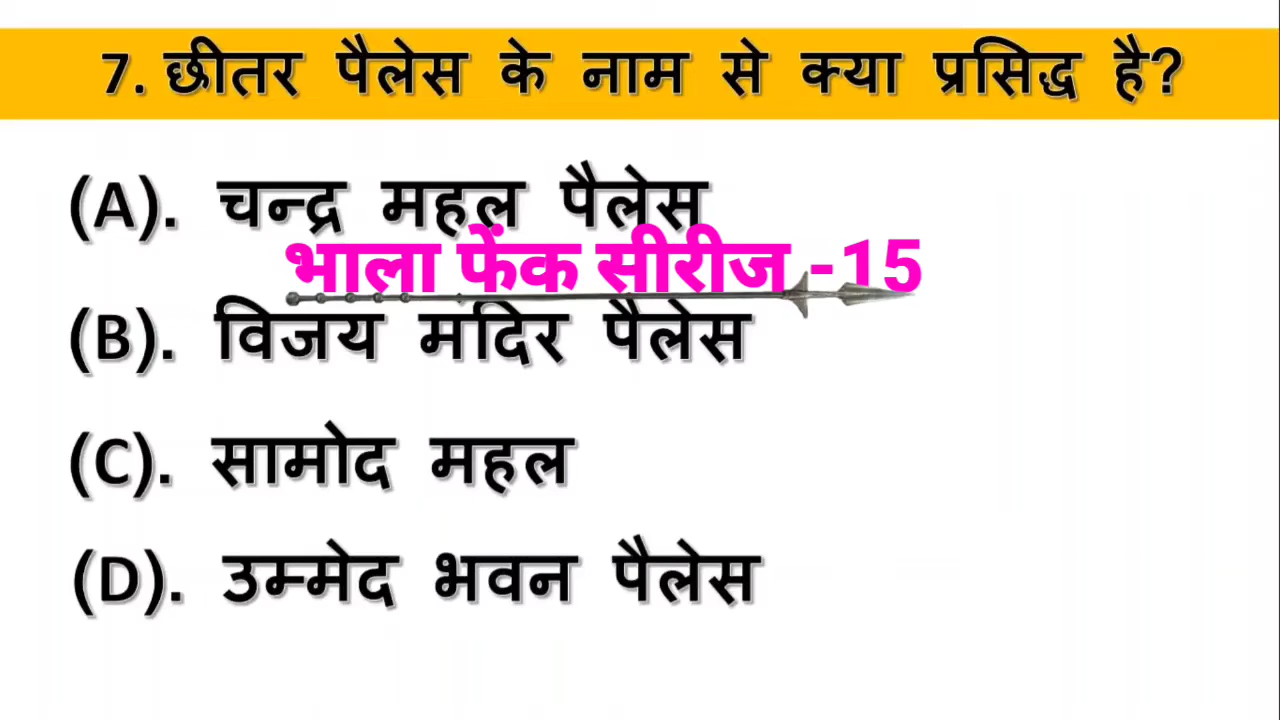 7. छीतर पैलेस के नाम से क्या प्रसिद्ध है?
(A). चन्द्र महल पैलेस
भाला फेंक सीरीज -15
(B). विजय मंदिर पैलेस
(C). सामोद महल
(D). उम्मेद भवन पैलेस